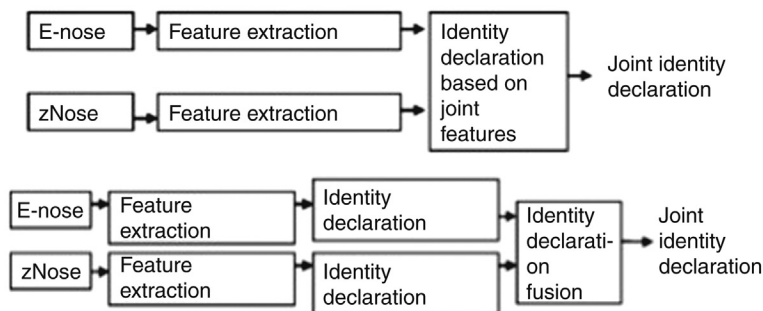 E-nose
Feature extraction
Identity
declaration
based on
joint
features
Joint identity
declaration
zNose
Feature extraction
E-nose
Feature
extraction
Identity
declaration
Identity
declarati-
on
fusion
Joint
identity
declaration
zNose
Feature
extraction
Identity
declaration